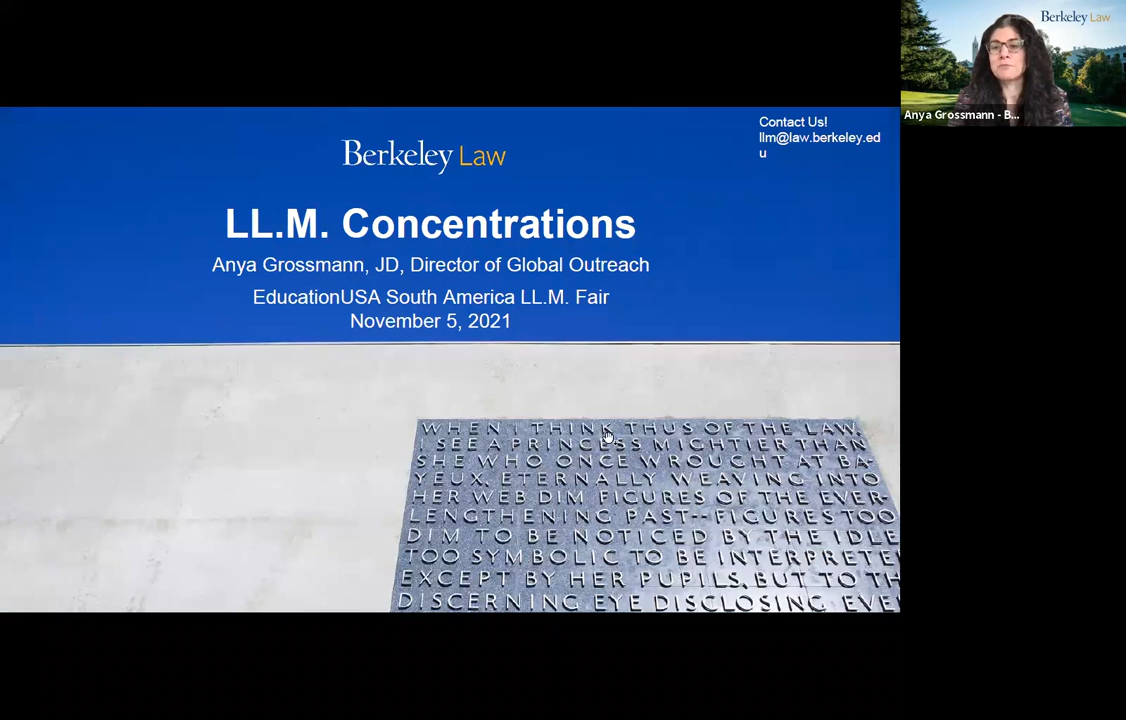 Berkeley Law
Anya Grossmann - B...
Contact Us!
llm@law.berkeley.ed
u
Berkeley Law
LL.M. Concentrations
Anya Grossmann, JD, Director of Global Outreach
EducationUSA South America LL.M. Fair
November 5, 2021
WHEN I THINK THUS OF THE LAW,
I SEE A PRINCESS MIGHTIER THAN
SHE WHO ONCE WROUGHT AT BA-
YEUX, ETERNALLY WEAVING INTO
HER WEB DIM FIGURES OF THE EVER-
LENGTHENING PAST--FIGURES TOO
DIM TO BE NOTICED BY THE IDLE
TOO SYMBOLIC TO BE INTERPRETE
EXCEPT BY HER PUPILS, BUT TO TH
DISCERNING EYE DISCLOSING EVE